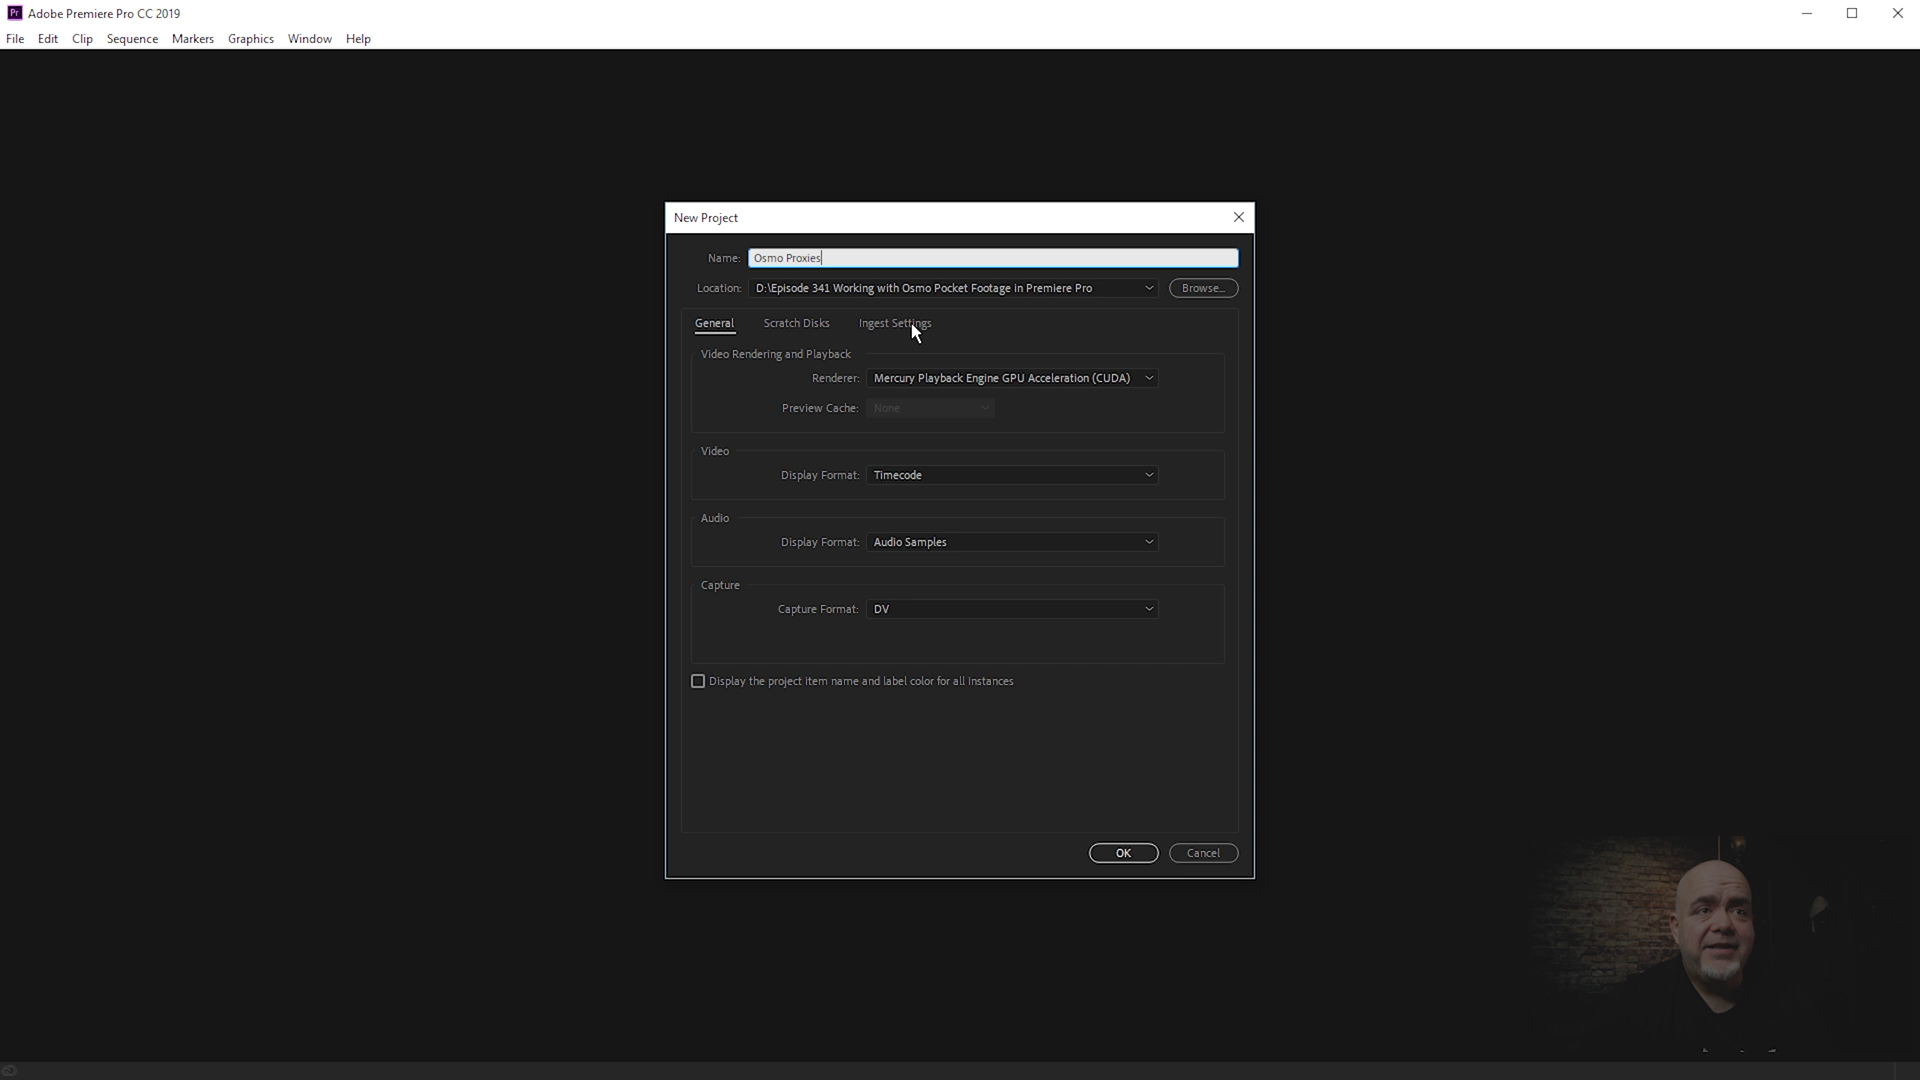 Adobe Premiere Pro CC 2019
File Edit Clip Sequence Markers Graphics Window Help
New Project
Name: Osmo Proxies
Location: D:\Episode 341 Working with Osmo Pocket Footage in Premiere Pro Browse...
General Scratch Disks Ingest Settings
Video Rendering and Playback
Renderer: Mercury Playback Engine GPU Acceleration (CUDA)
Preview Cache: None
Video
Display Format: Timecode
Audio
Display Format: Audio Samples
Capture
Capture Format: DV
Display the project item name and label color for all instances
OK Cancel